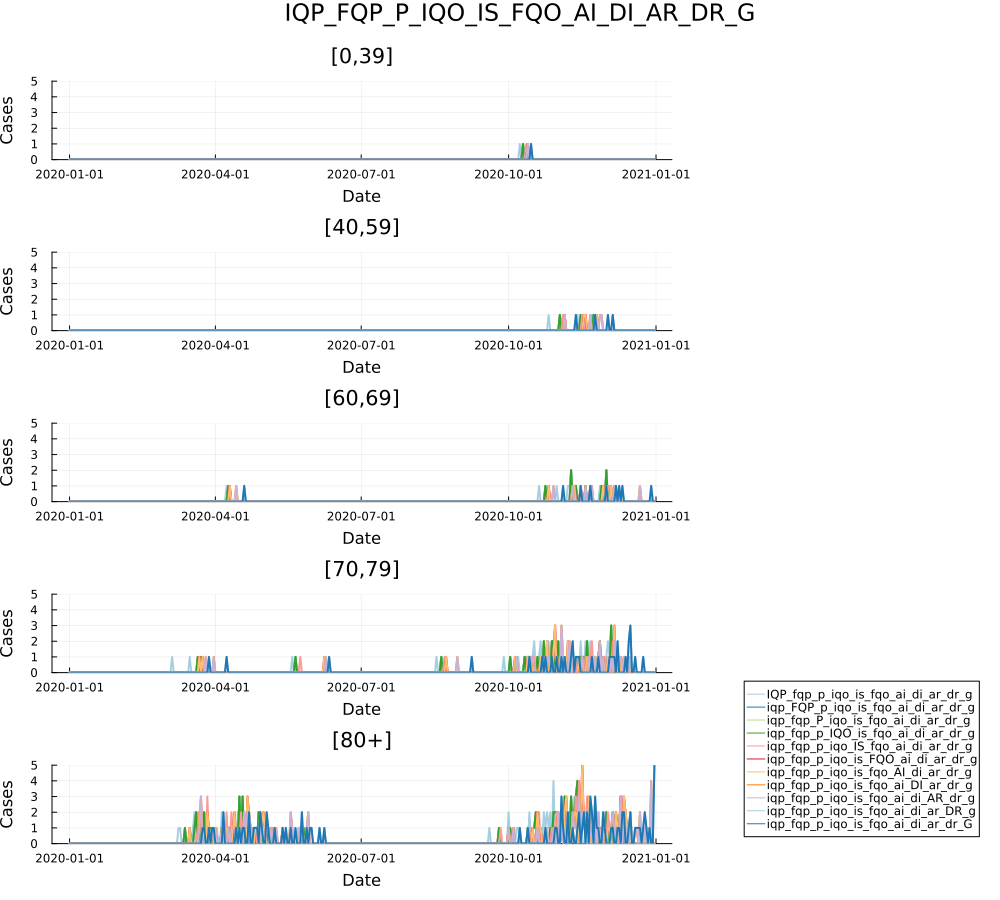 IQP_FQP_P_IQO_IS_FQO_AI_DI_AR_DR_G
[0,39]
5
4
3
2
1
0
Cases
2020-01-01 2020-04-01 2020-07-01 2020-10-01 2021-01-01
Date
[40,59]
5
4
3
2
1
0
Cases
2020-01-01 2020-04-01 2020-07-01 2020-10-01 2021-01-01
Date
[60,69]
5
4
3
2
1
0
Cases
2020-01-01 2020-04-01 2020-07-01 2020-10-01 2021-01-01
Date
[70,79]
5
4
3
2
1
0
Cases
2020-01-01 2020-04-01 2020-07-01 2020-10-01 2021-01-01
Date
[80+]
5
4
3
2
1
0
Cases
2020-01-01 2020-04-01 2020-07-01 2020-10-01 2021-01-01
Date
IQP_fqp_p_iqo_is_fqo_ai_di_ar_dr_g
iqp_FQP_p_iqo_is_fqo_ai_di_ar_dr_g
iqp_fqp_P_iqo_is_fqo_ai_di_ar_dr_g
iqp_fqp_p_IQO_is_fqo_ai_di_ar_dr_g
iqp_fqp_p_iqo_IS_fqo_ai_di_ar_dr_g
iqp_fqp_p_iqo_is_FQO_ai_di_ar_dr_g
iqp_fqp_p_iqo_is_fqo_AI_di_ar_dr_g
iqp_fqp_p_iqo_is_fqo_ai_DI_ar_dr_g
iqp_fqp_p_iqo_is_fqo_ai_di_AR_dr_g
iqp_fqp_p_iqo_is_fqo_ai_di_ar_DR_g
iqp_fqp_p_iqo_is_fqo_ai_di_ar_dr_G